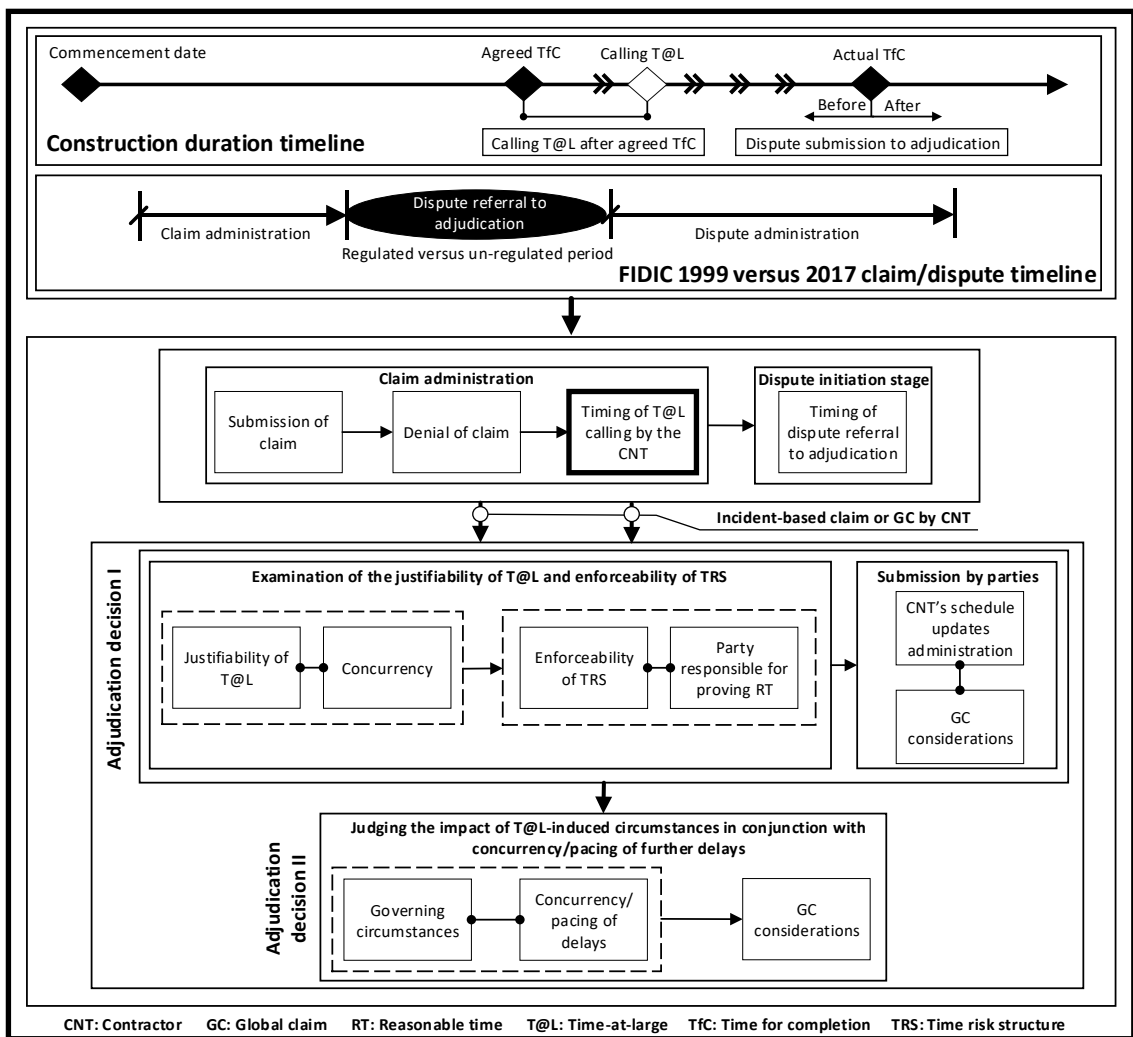 Commencement date
Agreed TfC
Calling T@L
Actual TfC
Before
After
Construction duration timeline
Calling T@L after agreed TfC
Dispute submission to adjudication
Dispute referral to
adjudication
Claim administration
Dispute administration
Regulated versus un-regulated period
FIDIC 1999 versus 2017 claim/dispute timeline
Claim administration
Submission of
claim
Denial of claim
Timing of T@L
calling by the
CNT
Dispute initiation stage
Timing of
dispute referral
to adjudication
Incident-based claim or GC by CNT
Adjudication decision I
Examination of the justifiability of T@L and enforceability of TRS
Justifiability of
T@L
Concurrency
Enforceability
of TRS
Party
responsible for
proving RT
Submission by parties
CNT’s schedule
updates
administration
GC
considerations
Adjudication
decision II
Judging the impact of T@L-induced circumstances in conjunction with
concurrency/pacing of further delays
Governing
circumstances
Concurrency/
pacing of
delays
GC
considerations
CNT: Contractor GC: Global claim RT: Reasonable time T@L: Time-at-large TfC: Time for completion TRS: Time risk structure